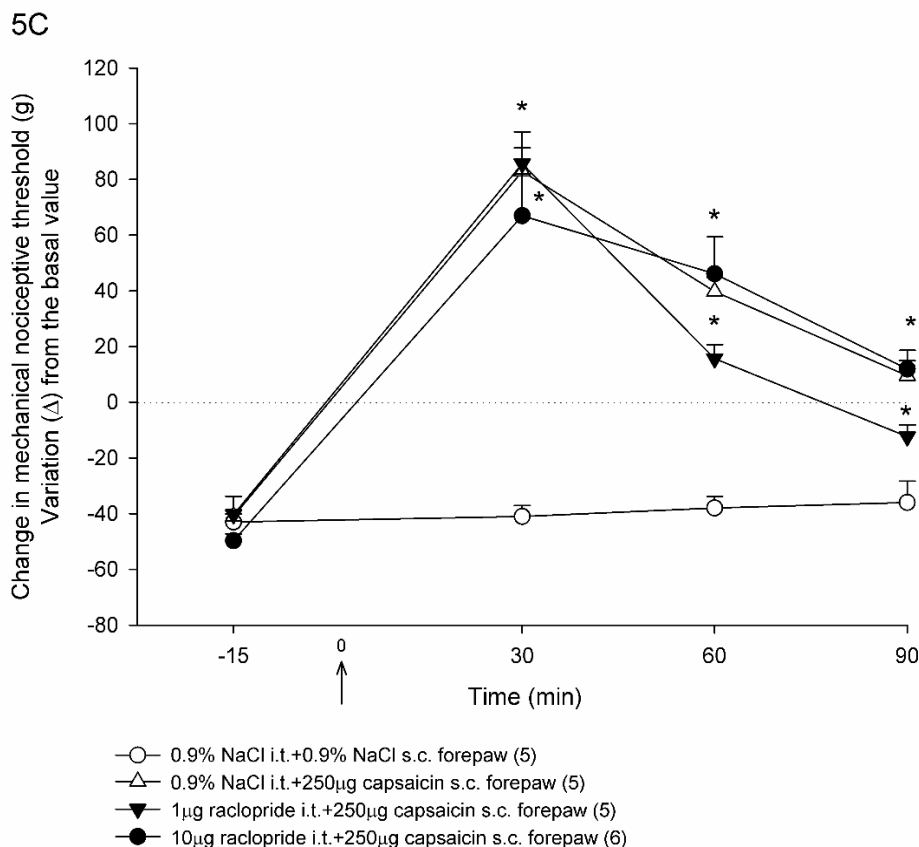 5C
Change in mechanical nociceptive threshold (g)
Variation (Δ) from the basal value
120
100
80
60
40
20
0
-20
-40
-60
-80
*
*
*
*
*
*
-15
0
30
60
90
Time (min)
0.9% NaCl i.t.+0.9% NaCl s.c. forepaw (5)
0.9% NaCl i.t.+250μg capsaicin s.c. forepaw (5)
1μg raclopride i.t.+250μg capsaicin s.c. forepaw (5)
10μg raclopride i.t.+250μg capsaicin s.c. forepaw (6)